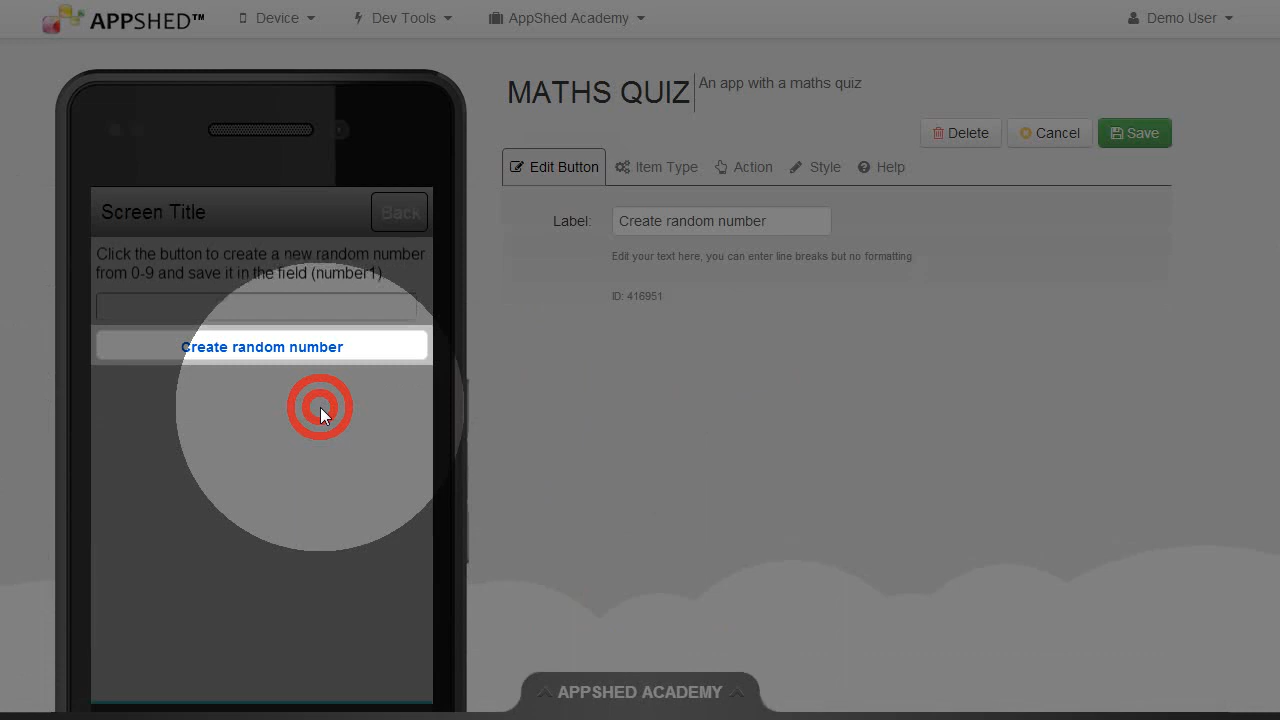 APPSHED™
Device
Dev Tools
AppShed Academy
Demo User
MATHS QUIZ
An app with a maths quiz
Delete
Cancel
Save
Edit Button
Item Type
Action
Style
Help
Label:
Create random number
Edit your text here, you can enter line breaks but no formatting
ID: 416951
Screen Title
Back
Click the button to create a new random number
from 0-9 and save it in the field (number1)
Create random number
APPSHED ACADEMY